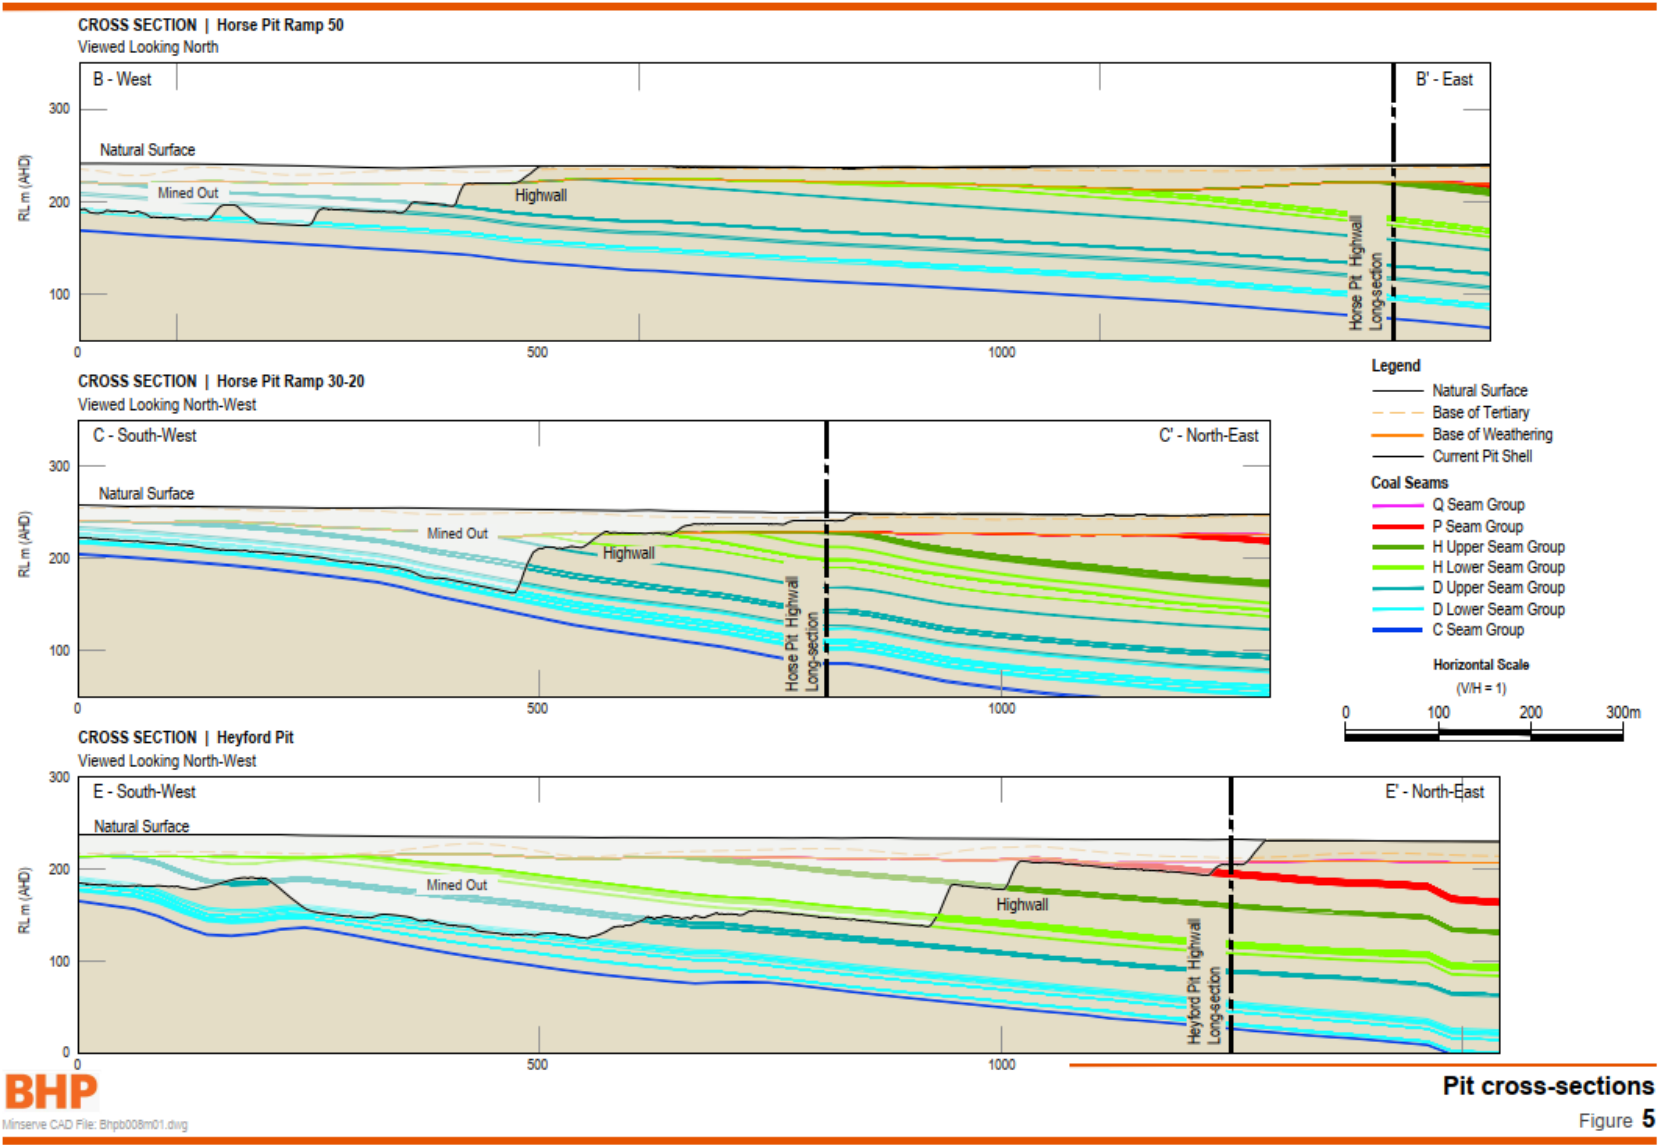 CROSS SECTION | Horse Pit Ramp 50
Viewed Looking North
B - West
B' - East
300
Natural Surface
Mined Out
Highwall
200
RL m (AHD)
100
Horse Pit Highwall
Long-section
0
500
1000
CROSS SECTION | Horse Pit Ramp 30-20
Viewed Looking North-West
C - South-West
C' - North-East
300
Natural Surface
Mined Out
Highwall
200
RL m (AHD)
100
Horse Pit Highwall
Long-section
0
500
1000
Legend
Natural Surface
Base of Tertiary
Base of Weathering
Current Pit Shell
Coal Seams
Q Seam Group
P Seam Group
H Upper Seam Group
H Lower Seam Group
D Upper Seam Group
D Lower Seam Group
C Seam Group
Horizontal Scale
(V/H = 1)
0
100
200
300m
CROSS SECTION | Heyford Pit
Viewed Looking North-West
300
E - South-West
E' - North-East
Natural Surface
200
Mined Out
Highwall
RL m (AHD)
100
Heyford Pit Highwall
Long-section
0
0
500
1000
BHP
Minserve CAD File: Bhpb008m01.dwg
Pit cross-sections
Figure 5